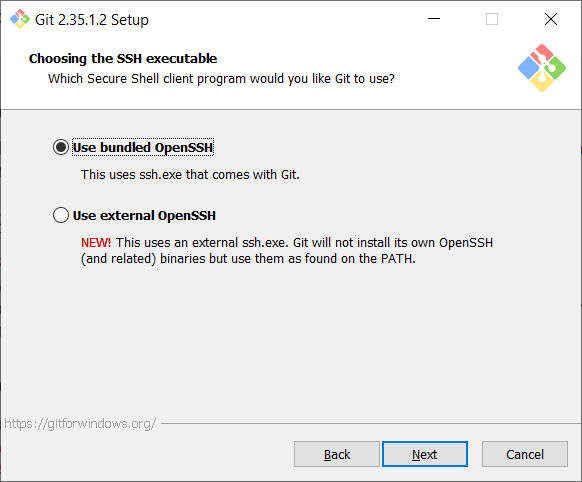 Git 2.35.1.2 Setup
Choosing the SSH executable
Which Secure Shell client program would you like Git to use?
Use bundled OpenSSH
This uses ssh.exe that comes with Git.
Use external OpenSSH
NEW! This uses an external ssh.exe. Git will not install its own OpenSSH
(and related) binaries but use them as found on the PATH.
https://gitforwindows.org/
Back
Next
Cancel